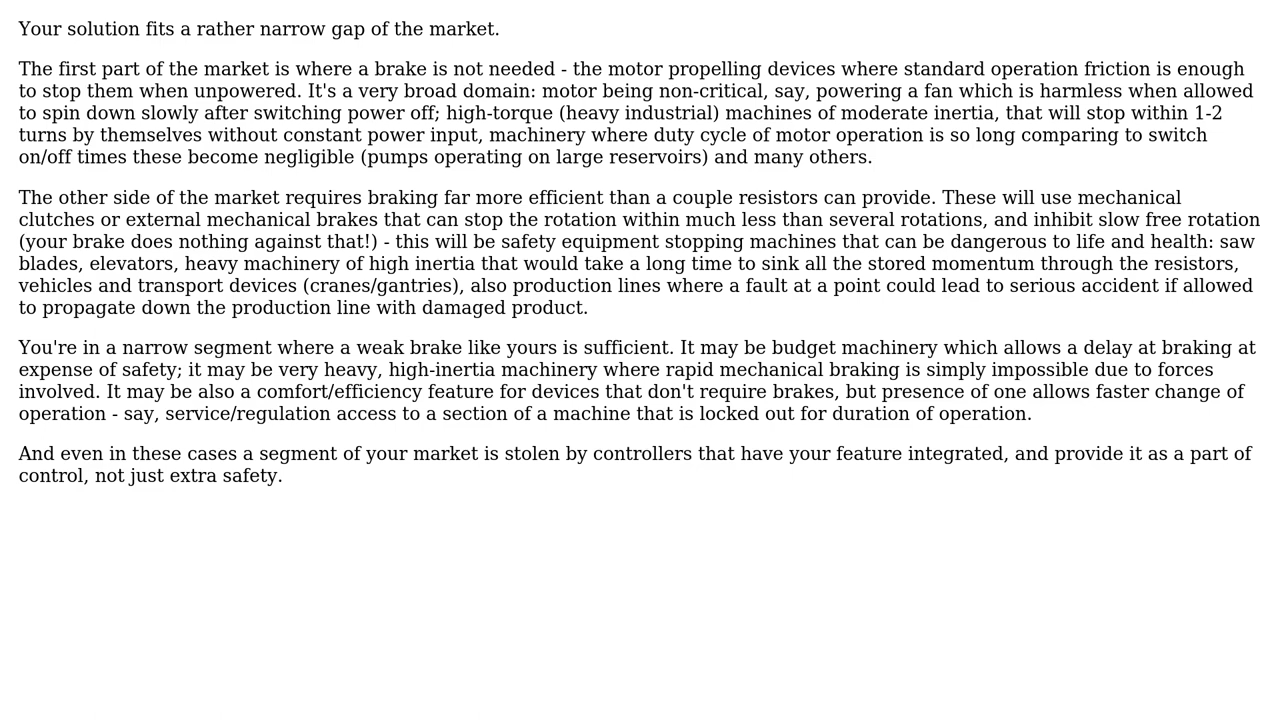 Your solution fits a rather narrow gap of the market.
The first part of the market is where a brake is not needed - the motor propelling devices where standard operation friction is enough
to stop them when unpowered. It's a very broad domain: motor being non-critical, say, powering a fan which is harmless when allowed
to spin down slowly after switching power off; high-torque (heavy industrial) machines of moderate inertia, that will stop within 1-2
turns by themselves without constant power input, machinery where duty cycle of motor operation is so long comparing to switch
on/off times these become negligible (pumps operating on large reservoirs) and many others.
The other side of the market requires braking far more efficient than a couple resistors can provide. These will use mechanical
clutches or external mechanical brakes that can stop the rotation within much less than several rotations, and inhibit slow free rotation
(your brake does nothing against that!) - this will be safety equipment stopping machines that can be dangerous to life and health: saw
blades, elevators, heavy machinery of high inertia that would take a long time to sink all the stored momentum through the resistors,
vehicles and transport devices (cranes/gantries), also production lines where a fault at a point could lead to serious accident if allowed
to propagate down the production line with damaged product.
You're in a narrow segment where a weak brake like yours is sufficient. It may be budget machinery which allows a delay at braking at
expense of safety; it may be very heavy, high-inertia machinery where rapid mechanical braking is simply impossible due to forces
involved. It may be also a comfort/efficiency feature for devices that don't require brakes, but presence of one allows faster change of
operation - say, service/regulation access to a section of a machine that is locked out for duration of operation.
And even in these cases a segment of your market is stolen by controllers that have your feature integrated, and provide it as a part of
control, not just extra safety.